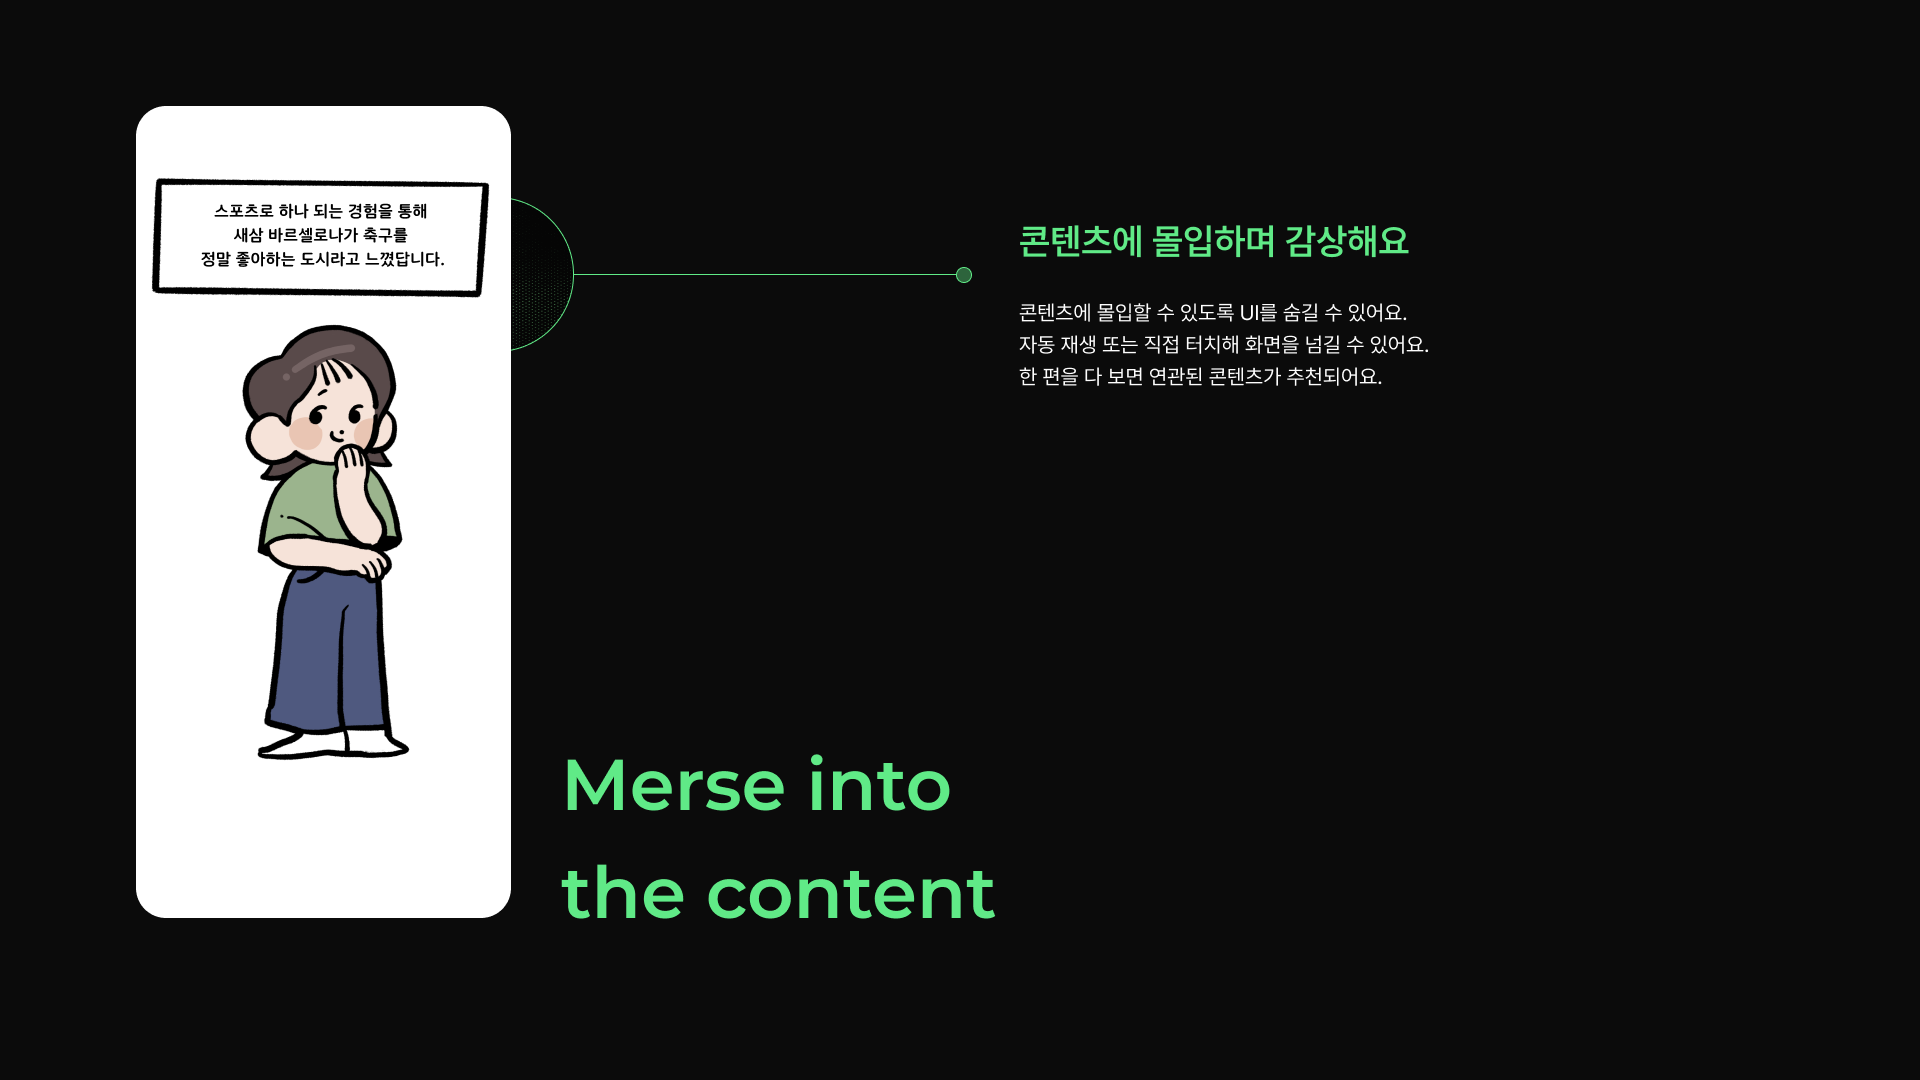 스포츠로 하나 되는 경험을 통해
새삼 바르셀로나가 축구를
정말 좋아하는 도시라고 느꼈답니다.
콘텐츠에 몰입하며 감상해요
콘텐츠에 몰입할 수 있도록 UI를 숨길 수 있어요.
자동 재생 또는 직접 터치해 화면을 넘길 수 있어요.
한 편을 다 보면 연관된 콘텐츠가 추천되어요.
Merse into
the content